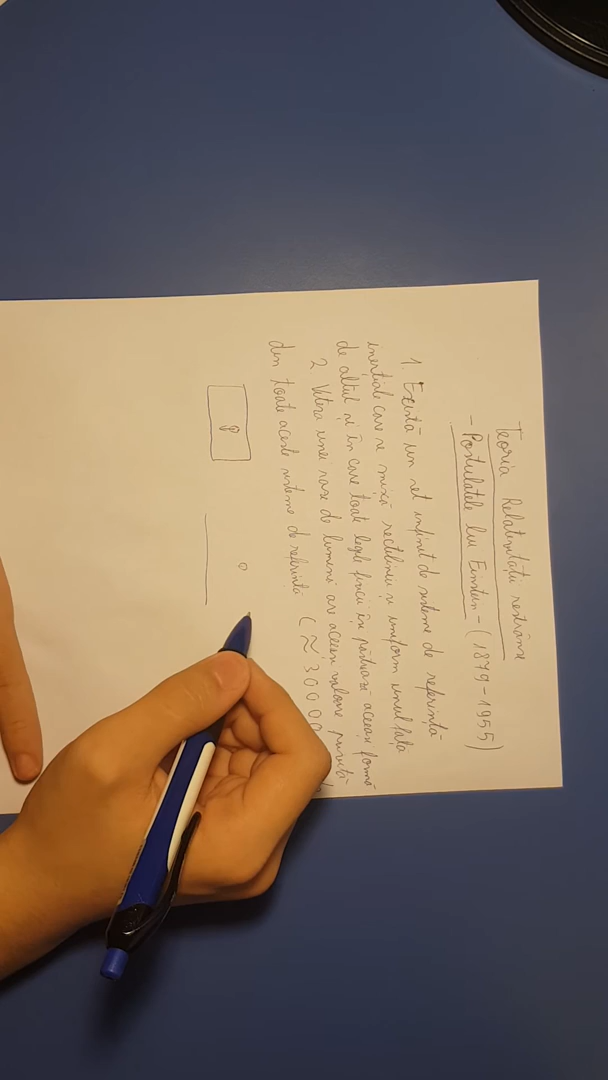 Teoria Relativității restrânse
- Postulatele lui Einstein - (1879-1955)
1. Există un set infinit de sisteme de referință
inerțiale care se mișcă rectiliniu și uniform unul față
de altul și în care toate legile fizicii își păstrează aceeași formă
2 Viteza unei raze de lumină are aceeași valoare
din toate aceste sisteme de referință (≈ 30000